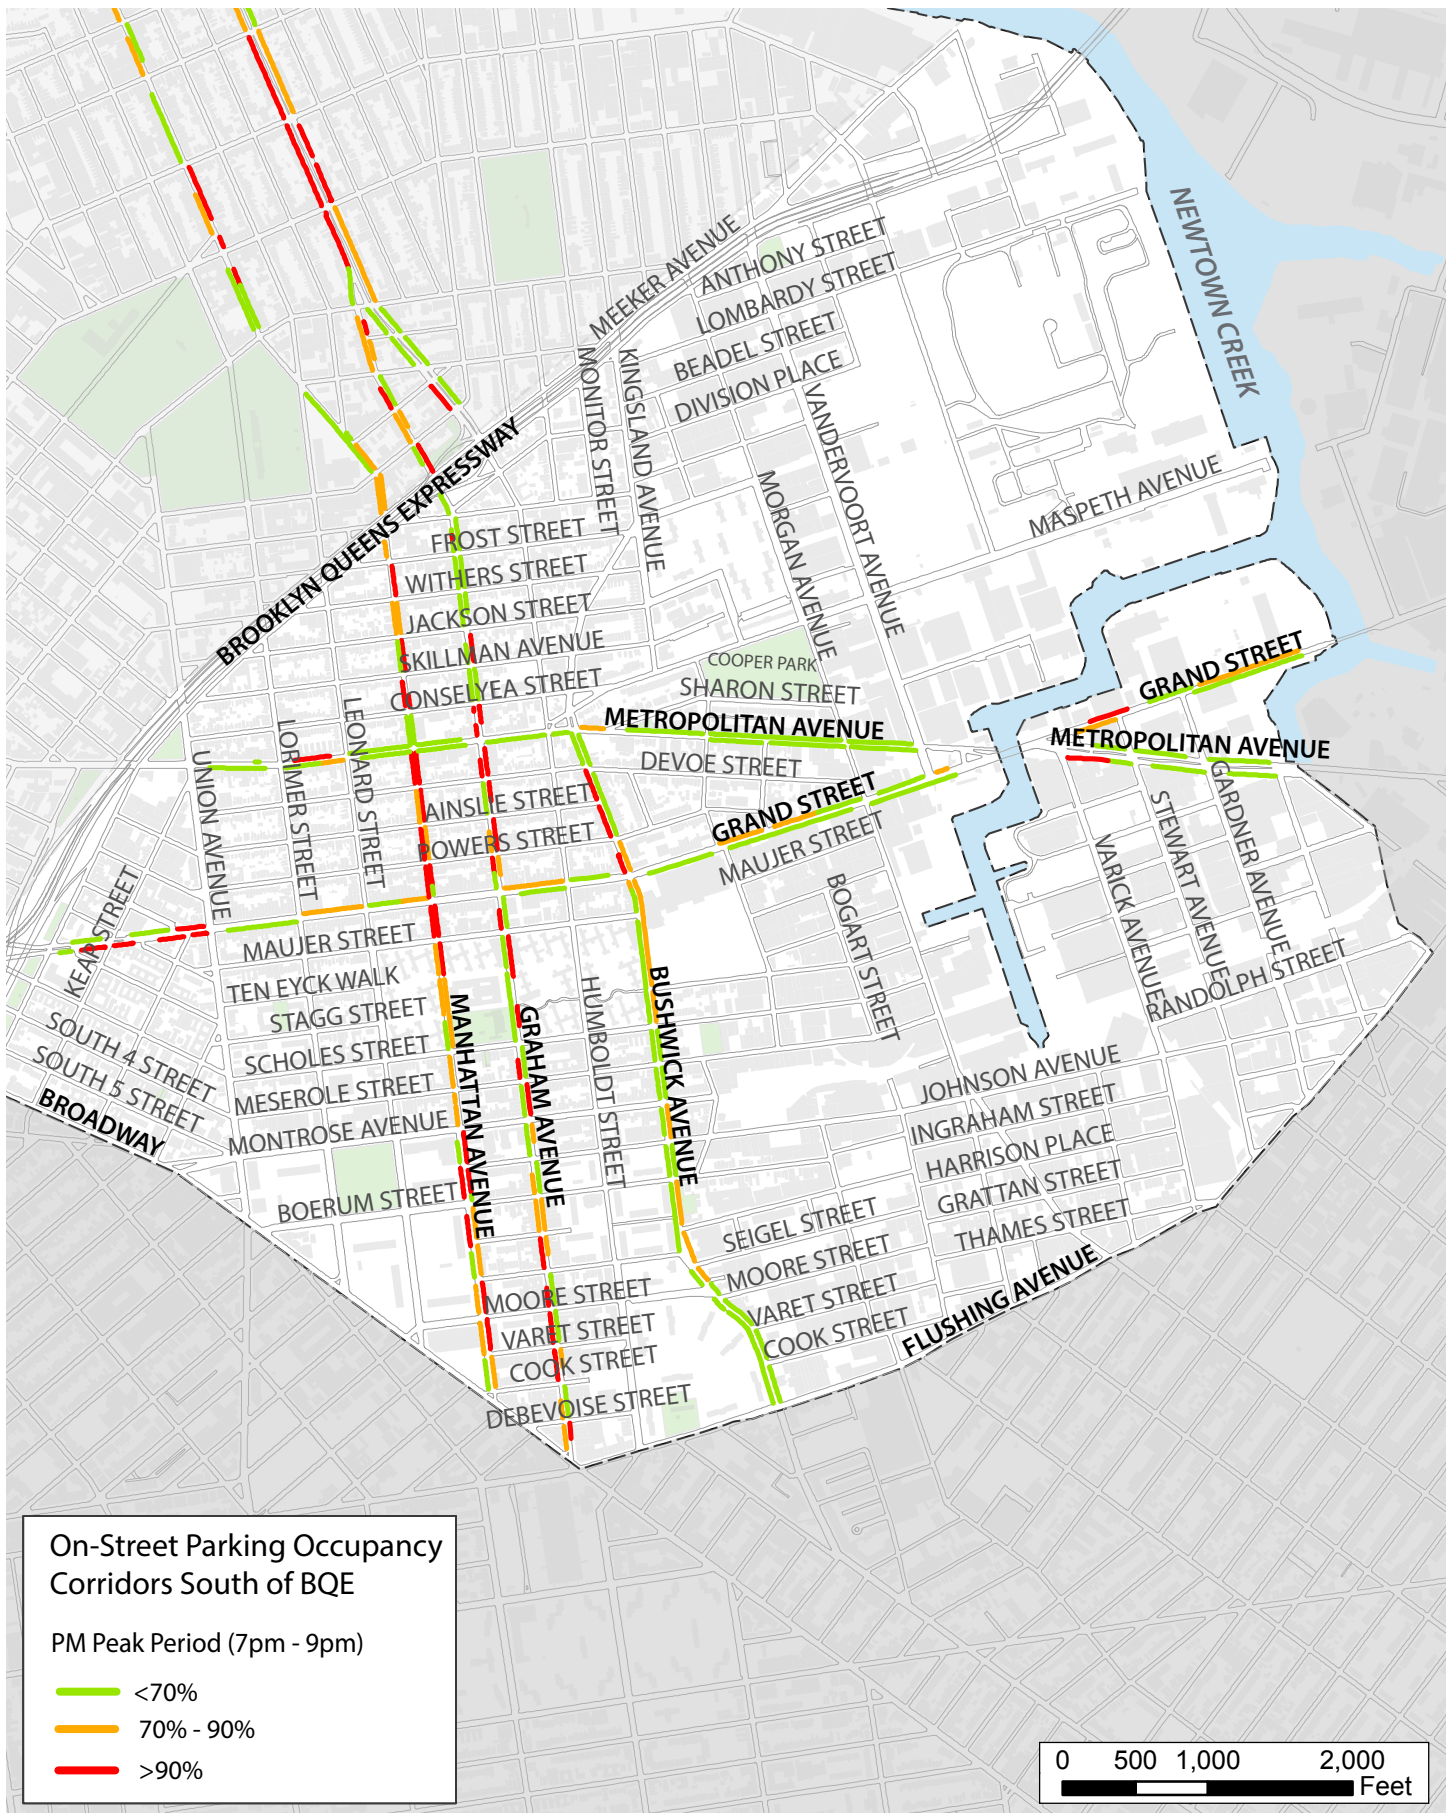 NEWTOWN CREEK
MEEKER AVENUE
ANTHONY STREET
LOMBARDY STREET
BEADEL STREET
DIVISION PLACE
MONITOR STREET
KINGSLAND AVENUE
VANDERVOORT AVENUE
MORGAN AVENUE
MASPETH AVENUE
BROOKLYN QUEENS EXPRESSWAY
FROST STREET
WITHERS STREET
JACKSON STREET
SKILLMAN AVENUE
CONSELYEA STREET
COOPER PARK
SHARON STREET
GRAND STREET
METROPOLITAN AVENUE
METROPOLITAN AVENUE
DEVOE STREET
GRAND STREET
MAUJER STREET
UNION AVENUE
LORIMER STREET
LEONARD STREET
AINSLIE STREET
POWERS STREET
GARDNER AVENUE
STEWART AVENUE
VARICK AVENUE
BOGART STREET
RANDOLPH STREET
KEAP STREET
MAUJER STREET
TEN EYCK WALK
STAGG STREET
SCHOLES STREET
MESEROLE STREET
MONTROSE AVENUE
BOERUM STREET
SOUTH 4 STREET
SOUTH 5 STREET
BROADWAY
MANHATTAN AVENUE
GRAHAM AVENUE
HUMBOLDT STREET
BUSHWICK AVENUE
JOHNSON AVENUE
INGRAHAM STREET
HARRISON PLACE
GRATTAN STREET
THAMES STREET
SEIGEL STREET
MOORE STREET
VARET STREET
COOK STREET
FLUSHING AVENUE
MOORE STREET
VARET STREET
COOK STREET
DEBEVOISE STREET
On-Street Parking Occupancy
Corridors South of BQE
PM Peak Period (7pm - 9pm)
<70%
70% - 90%
>90%
0 500 1,000 2,000
Feet